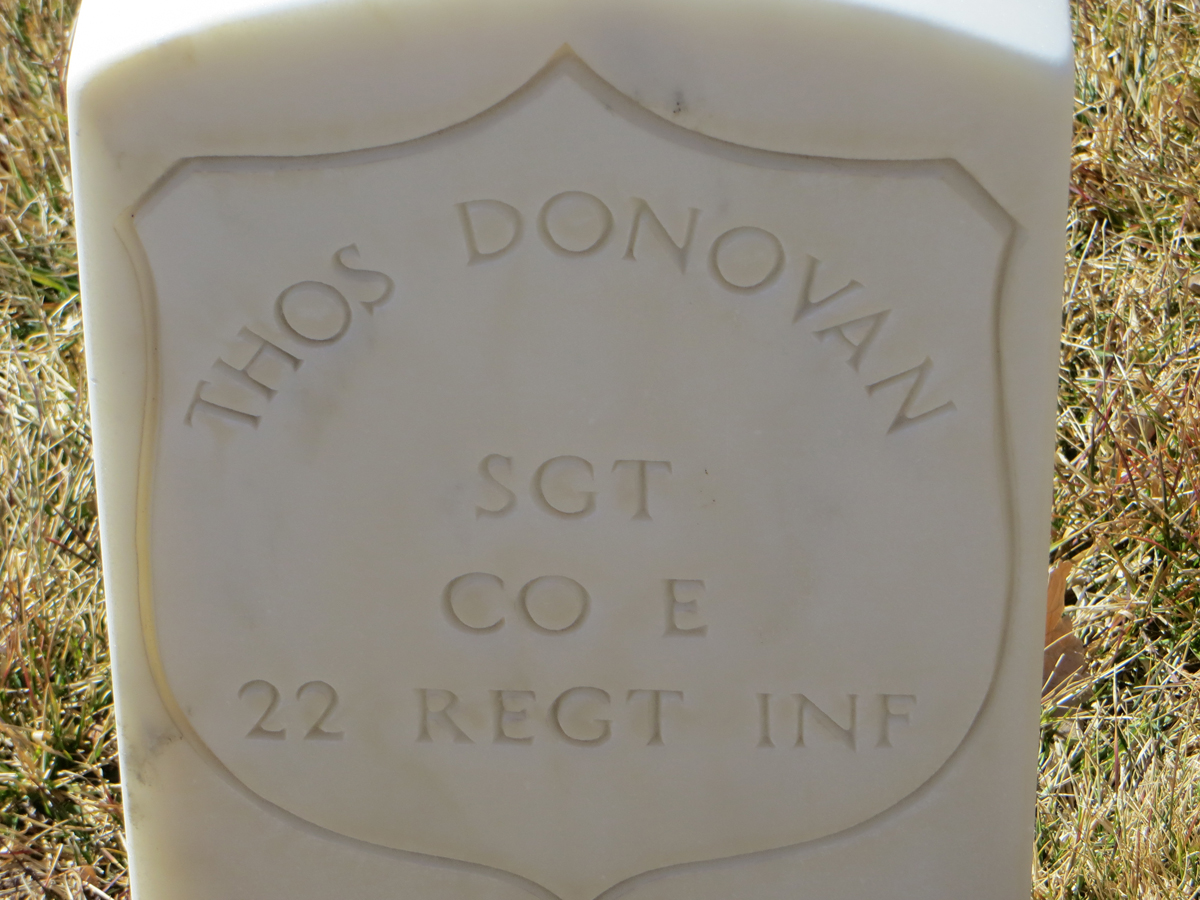 THOS DONOVAN
SGT
CO E
22 REGT INF